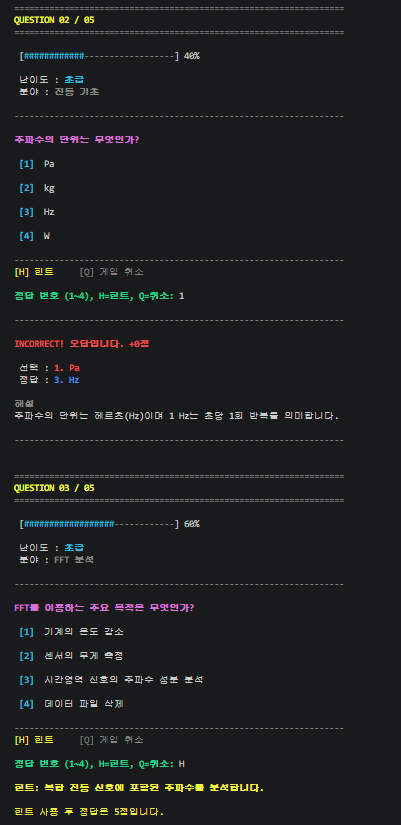 ======================================================================
QUESTION 02 / 05
======================================================================
[############------------------] 40%
난이도 : 초급
분야 : 진동 기초
----------------------------------------------------------------------
주파수의 단위는 무엇인가?
[1] Pa
[2] kg
[3] Hz
[4] W
----------------------------------------------------------------------
[H] 힌트 [Q] 게임 취소
정답 번호 (1~4), H=힌트, Q=취소: 1
----------------------------------------------------------------------
INCORRECT! 오답입니다. +0점
선택 : 1. Pa
정답 : 3. Hz
해설
주파수의 단위는 헤르츠(Hz)이며 1 Hz는 초당 1회 반복을 의미합니다.
----------------------------------------------------------------------
======================================================================
QUESTION 03 / 05
======================================================================
[##################------------] 60%
난이도 : 초급
분야 : FFT 분석
----------------------------------------------------------------------
FFT를 이용하는 주요 목적은 무엇인가?
[1] 기계의 온도 감소
[2] 센서의 무게 측정
[3] 시간영역 신호의 주파수 성분 분석
[4] 데이터 파일 삭제
----------------------------------------------------------------------
[H] 힌트 [Q] 게임 취소
정답 번호 (1~4), H=힌트, Q=취소: H
힌트: 복합 진동 신호에 포함된 주파수를 분석합니다.
힌트 사용 후 정답은 5점입니다.